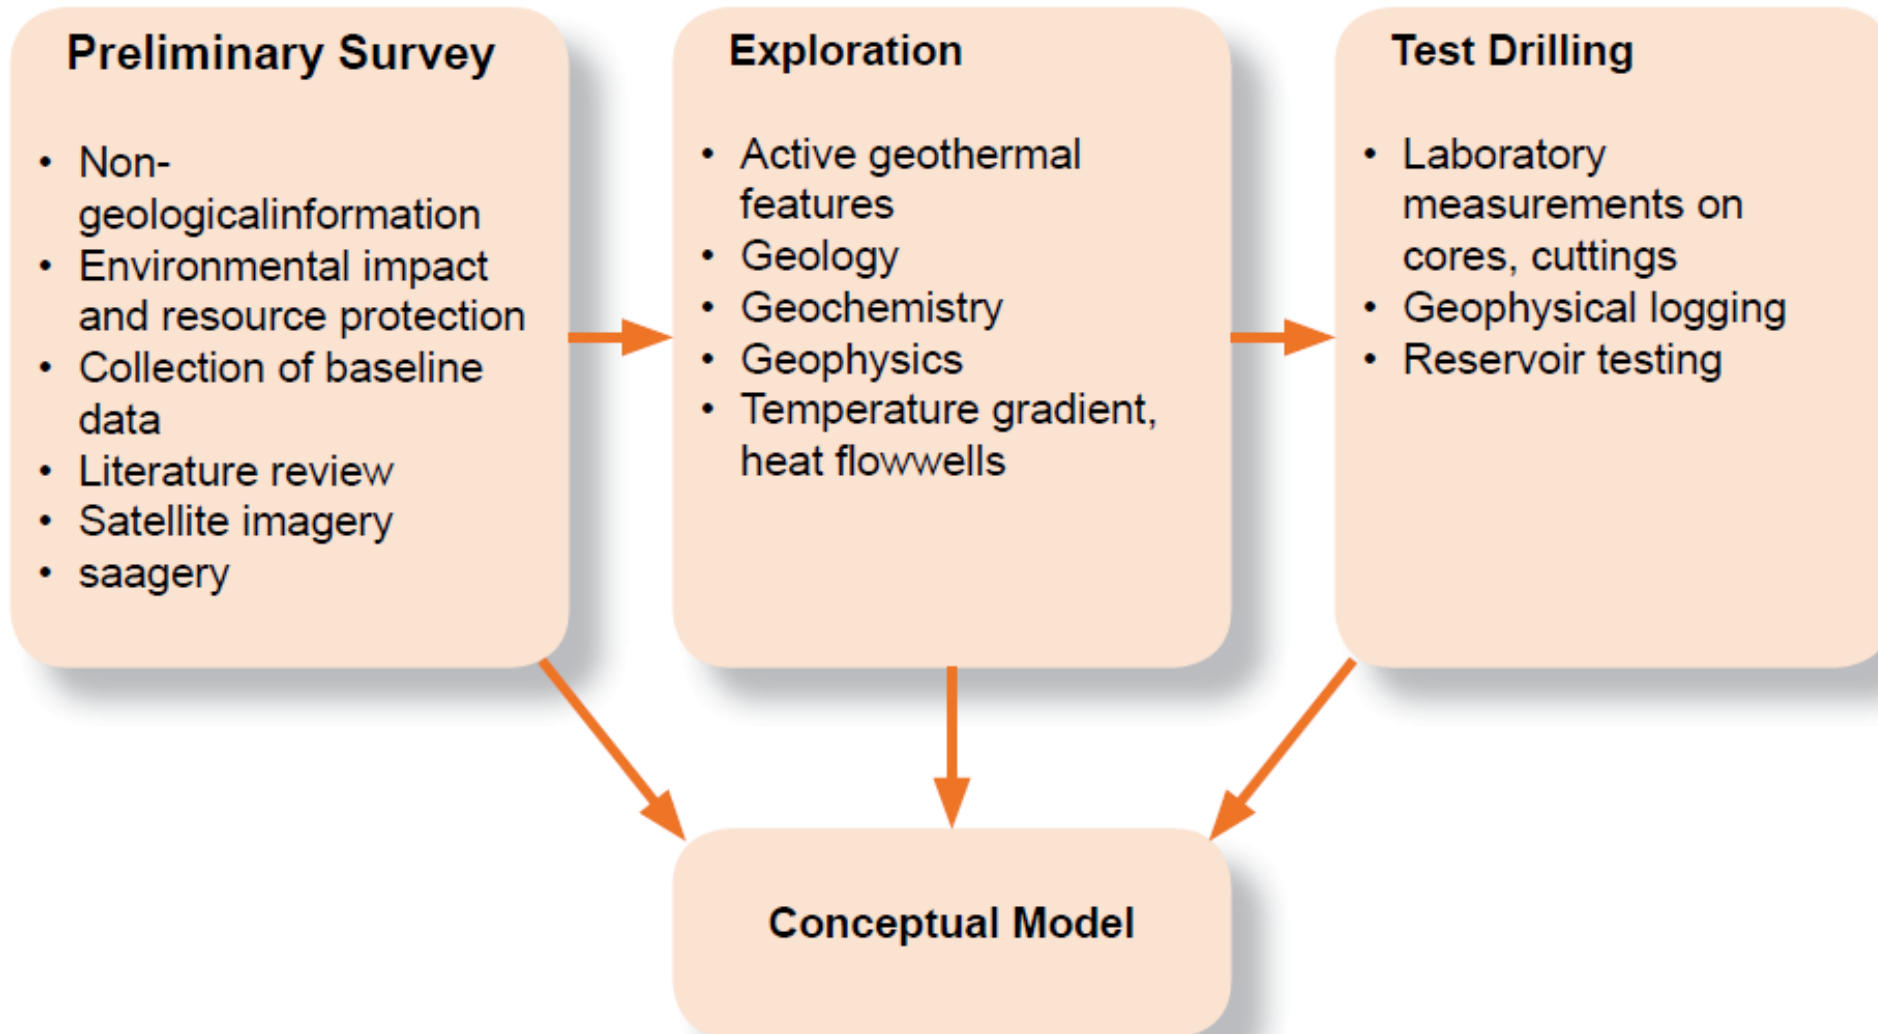 Preliminary Survey
• Non-
geologicalinformation
• Environmental impact
and resource protection
• Collection of baseline
data
• Literature review
• Satellite imagery
• saagery
Exploration
• Active geothermal
features
• Geology
• Geochemistry
• Geophysics
• Temperature gradient,
heat flowwells
Test Drilling
• Laboratory
measurements on
cores, cuttings
• Geophysical logging
• Reservoir testing
Conceptual Model